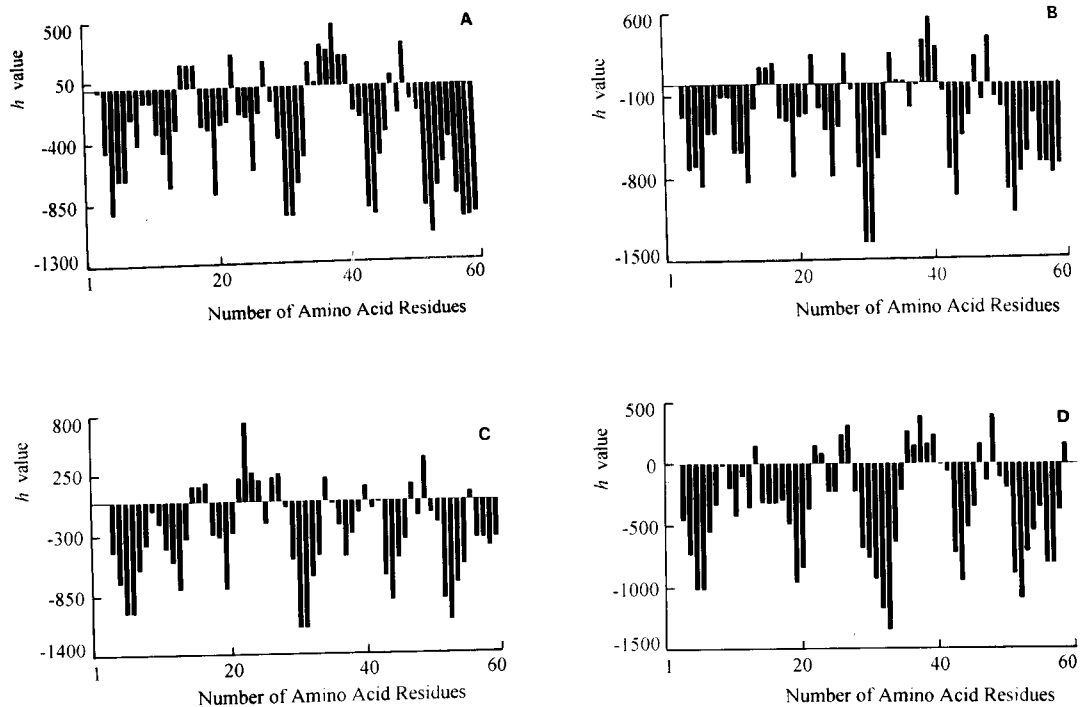 A
500
50
-400
-850
-1300
h value
1
20
40
60
Number of Amino Acid Residues
B
600
-100
-800
-1500
h value
1
20
40
60
Number of Amino Acid Residues
C
800
250
-300
-850
-1400
h value
1
20
40
60
Number of Amino Acid Residues
D
500
0
-500
-1000
-1500
h value
1
20
40
60
Number of Amino Acid Residues